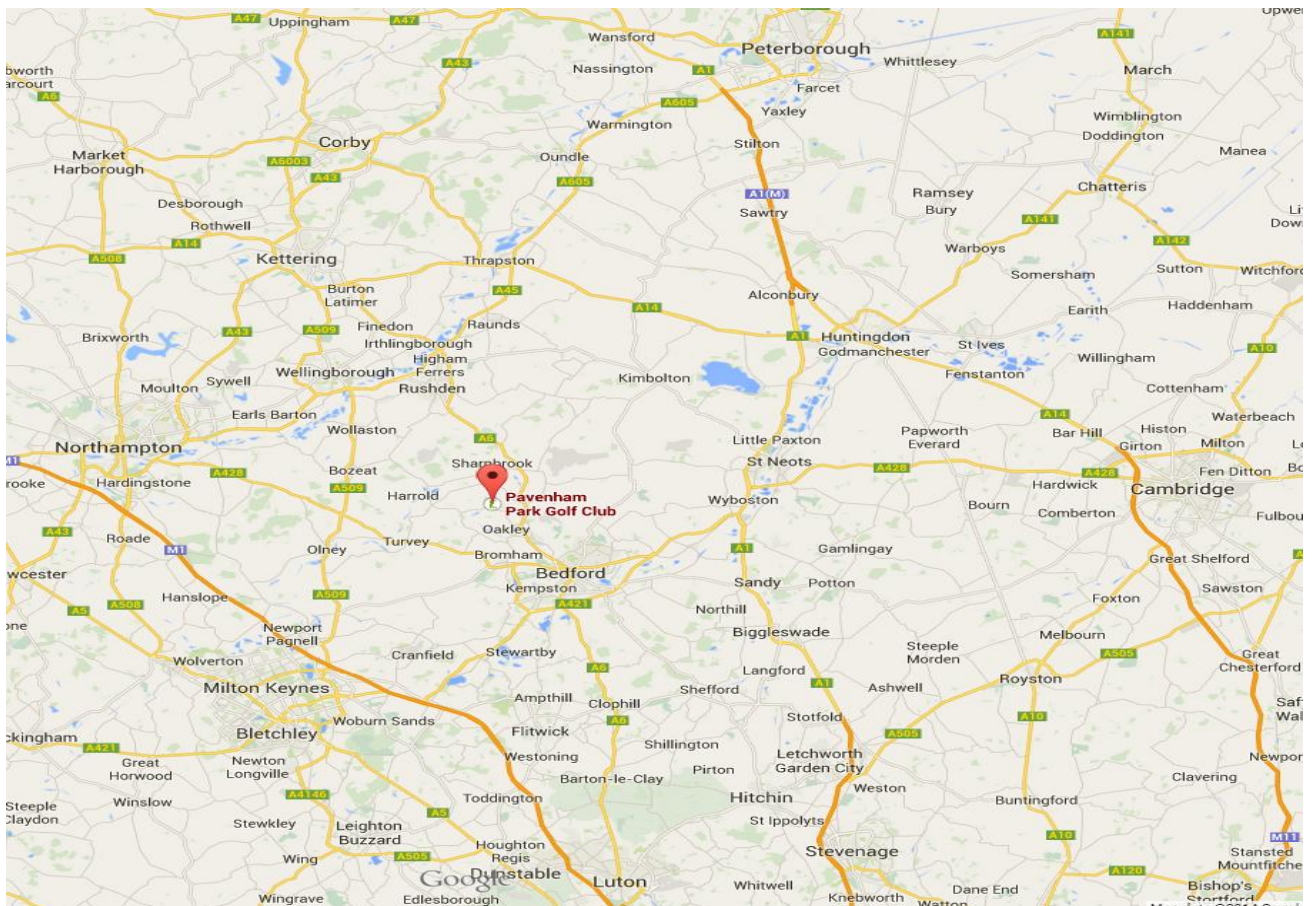 A47
Uppingham
A47
Wansford
Peterborough
A141
A43
Nassington
A1
Whittlesey
March
A6
Farcet
A605
Yaxley
Wimblington
Warmington
Doddington
Corby
Stilton
Market
Harborough
A6003
Oundle
Manea
A43
A605
Chatteris
Desborough
A1(M)
Ramsey
Sawtry
Bury
Rothwell
A141
A14
A142
Kettering
Thrapston
Warboys
A508
Somersham
Sutton
Witchford
Burton
Latimer
A45
Alconbury
Haddenham
A14
Earith
Finedon
Raunds
A43
A509
A1
Huntingdon
Brixworth
Irthlingborough
St Ives
A10
Godmanchester
Higham
Ferrers
Willingham
Wellingborough
Kimbolton
Fenstanton
Moulton
Sywell
Rushden
Cottenham
Earls Barton
A14
Waterbeach
Wollaston
Papworth
Everard
Histon
Northampton
A6
Little Paxton
Bar Hill
Girton
Milton
M1
A428
Bozeat
Sharnbrook
St Neots
A428
A428
Fen Ditton
Hardingstone
A509
Harrold
Pavenham
Park Golf Club
Wyboston
Hardwick
Cambridge
Bourn
Comberton
A43
Roade
Oakley
M1
Olney
Turvey
A1
Gamlingay
Bromham
Great Shelford
Bedford
Kempston
Sandy
Potton
Sawston
Hanslope
A509
A5
A508
A421
Northill
Foxton
Newport
Pagnell
Biggleswade
Melbourn
Cranfield
Stewartby
Steeple
Morden
A505
Great
Chesterford
Wolverton
A6
Langford
Milton Keynes
Ampthill
Shefford
A1
Ashwell
Royston
Clophill
Woburn Sands
A6
Stotfold
A10
Bletchley
Flitwick
A505
A421
Shillington
Westoning
Letchworth
Garden City
Great
Horwood
Newton
Longville
Pirton
Barton-le-Clay
Clavering
Weston
A4146
Toddington
Hitchin
Buntingford
Winslow
Steeple
Claydon
A5
Stewkley
Leighton
Buzzard
St Ippolyts
A10
M11
Houghton
Regis
Stevenage
Wing
A505
Stansted
Dunstable
A120
Google
Luton
Whitwell
Dane End
Bishop's
Stortford
Wingrave
Edlesborough
Knebworth
Watton